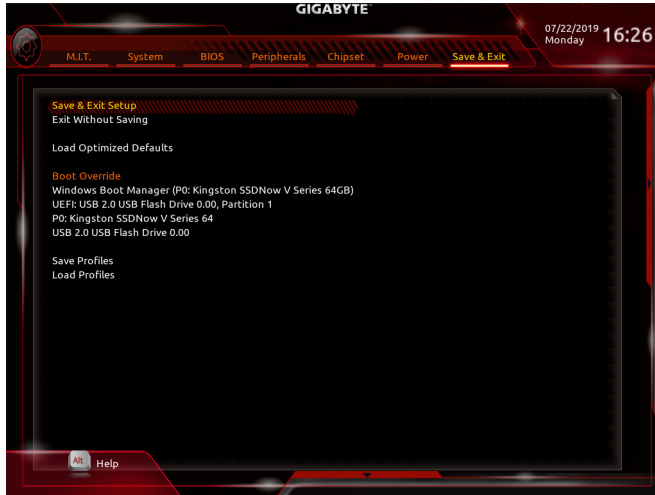 GIGABYTE
07/22/2019 16:26
Monday
M.I.T. System BIOS Peripherals Chipset Power Save & Exit
Save & Exit Setup
Exit Without Saving
Load Optimized Defaults
Boot Override
Windows Boot Manager (P0: Kingston SSDNow V Series 64GB)
UEFI: USB 2.0 USB Flash Drive 0.00, Partition 1
P0: Kingston SSDNow V Series 64
USB 2.0 USB Flash Drive 0.00
Save Profiles
Load Profiles
Alt Help